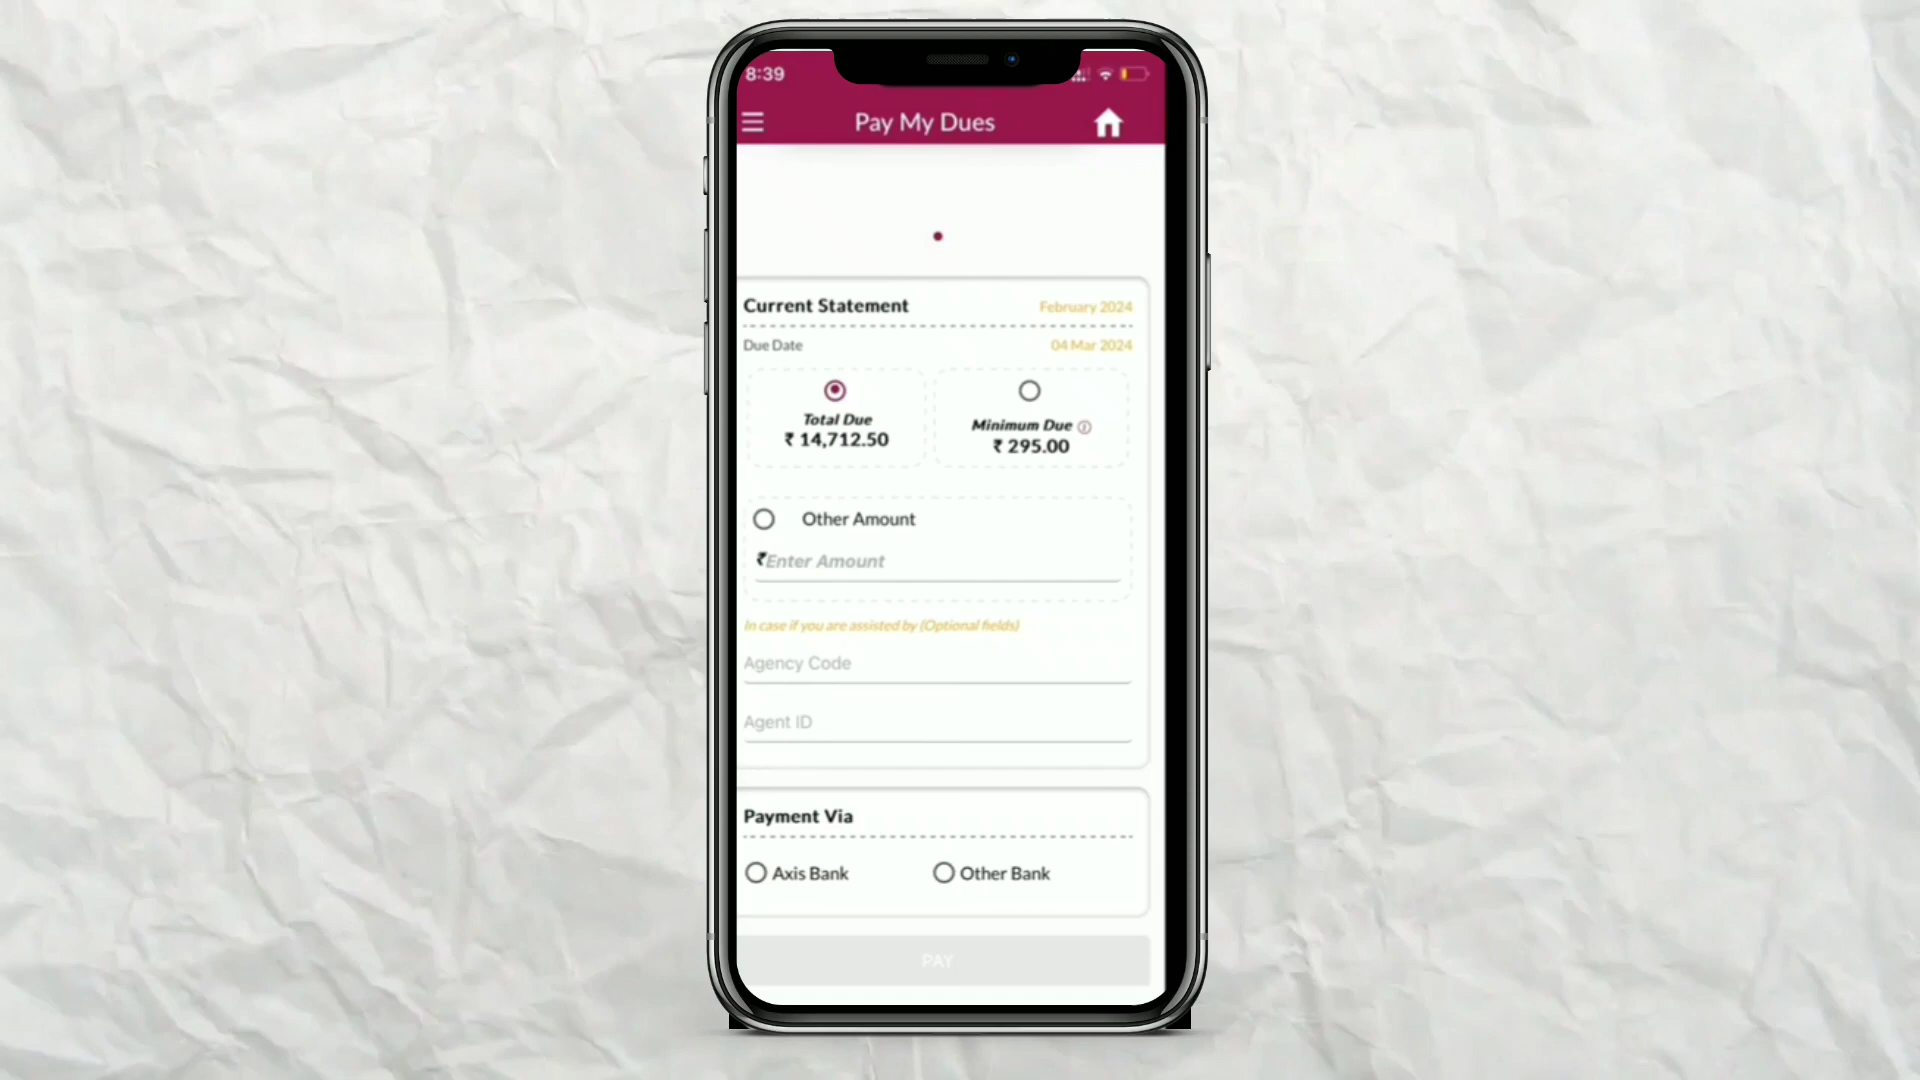 8:39
Pay My Dues
Current Statement February 2024
Due Date 04 Mar 2024
Total Due Minimum Due
₹ 14,712.50 ₹ 295.00
Other Amount
₹Enter Amount
In case if you are assisted by (Optional fields)
Agency Code
Agent ID
Payment Via
Axis Bank Other Bank
PAY